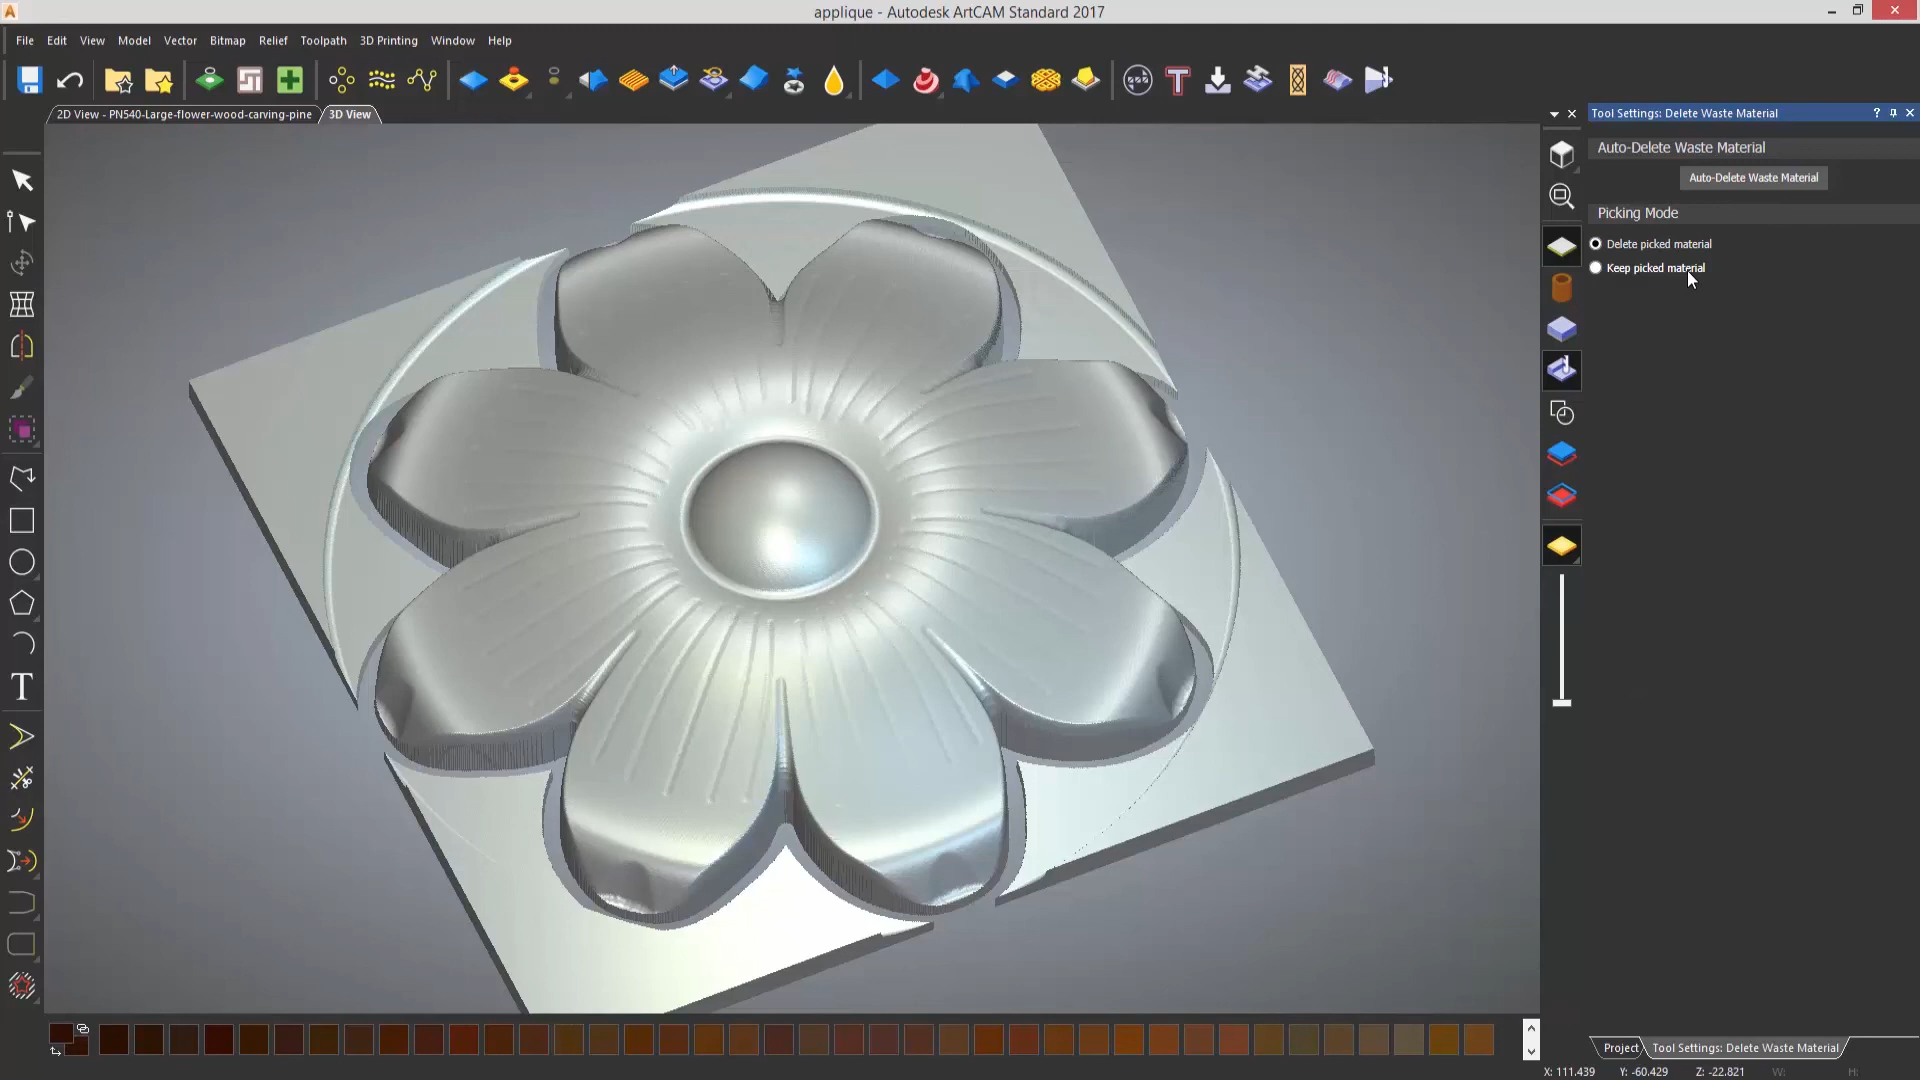 applique - Autodesk ArtCAM Standard 2017
File Edit View Model Vector Bitmap Relief Toolpath 3D Printing Window Help
2D View - PN540-Large-flower-wood-carving-pine 3D View
Tool Settings: Delete Waste Material
Auto-Delete Waste Material
Auto-Delete Waste Material
Picking Mode
Delete picked material
Keep picked material
Project Tool Settings: Delete Waste Material
X: 111.439 Y: -60.429 Z: -22.821 W: H: